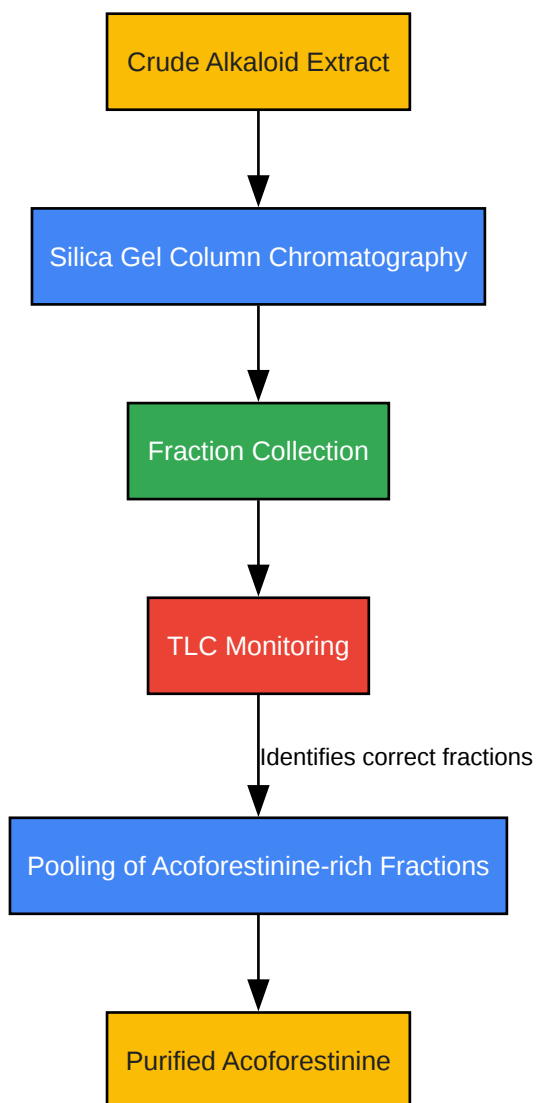 Crude Alkaloid Extract
Silica Gel Column Chromatography
Fraction Collection
TLC Monitoring
Identifies correct fractions
Pooling of Acoforestinine-rich Fractions
Purified Acoforestinine